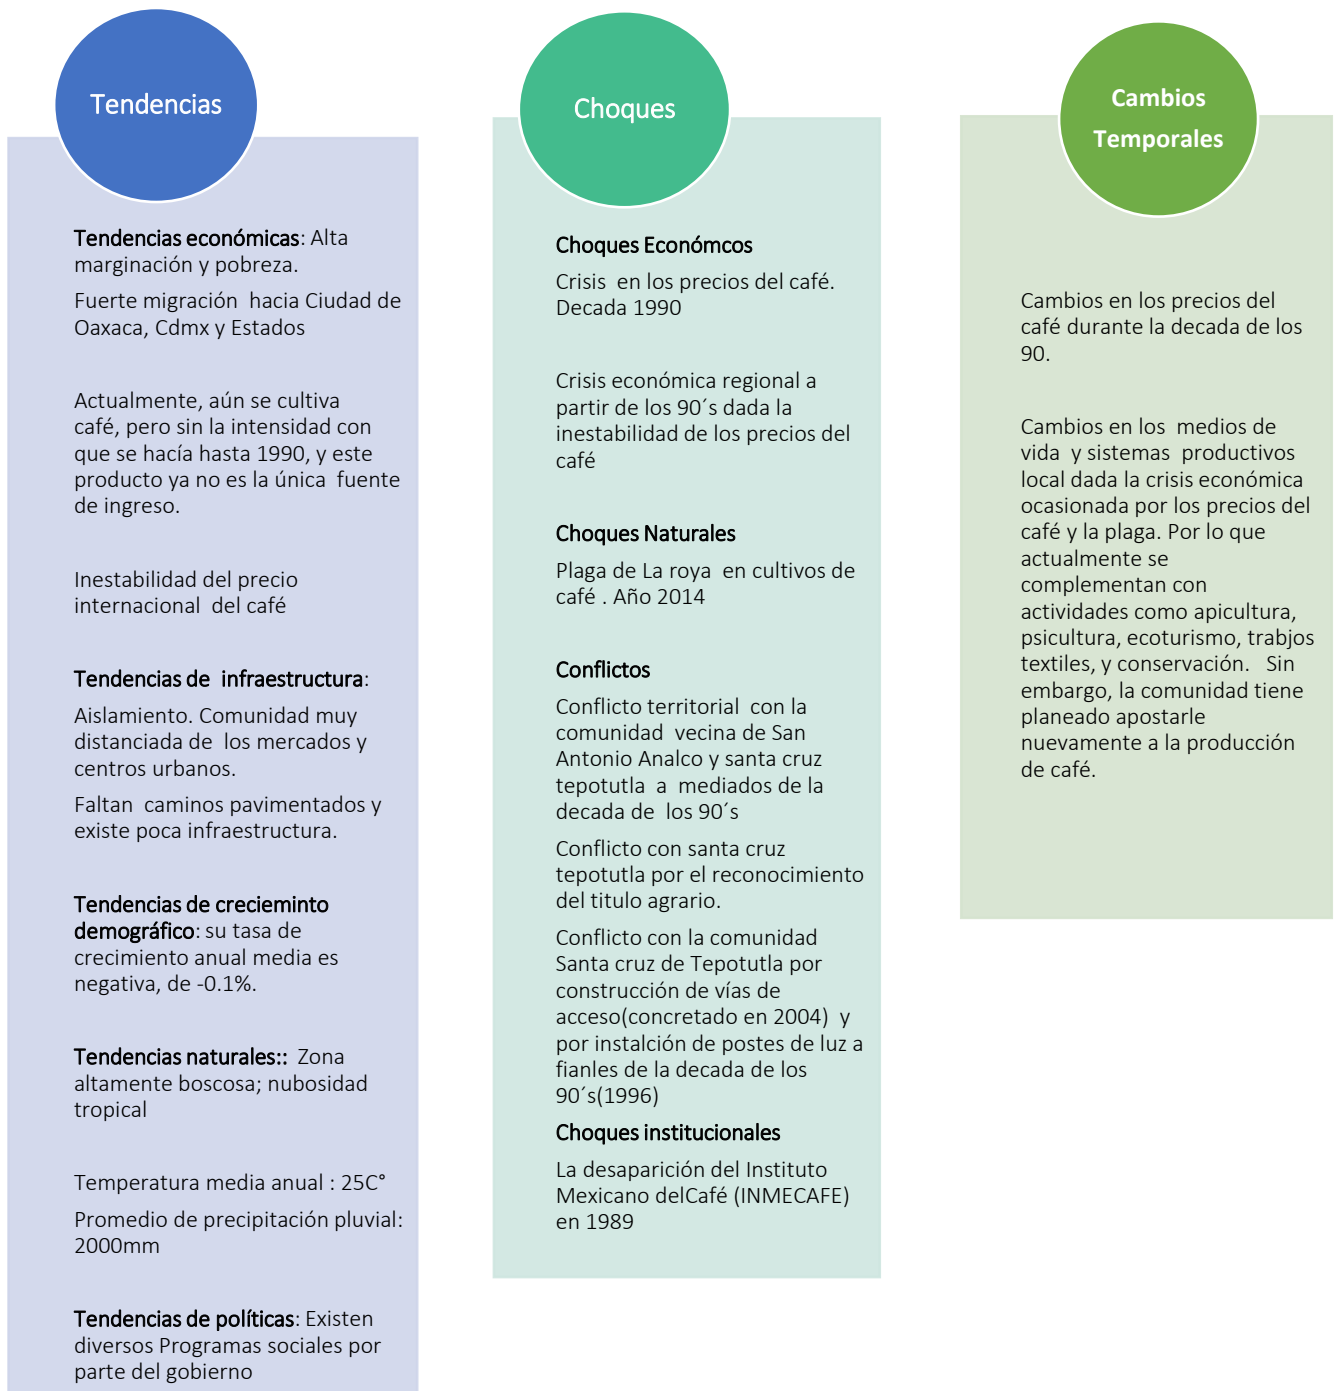 Tendencias
Tendencias económicas: Alta
marginación y pobreza.
Fuerte migración hacia Ciudad de
Oaxaca, Cdmx y Estados
Actualmente, aún se cultiva
café, pero sin la intensidad con
que se hacía hasta 1990, y este
producto ya no es la única fuente
de ingreso.
Inestabilidad del precio
internacional del café
Tendencias de infraestructura:
Aislamiento. Comunidad muy
distanciada de los mercados y
centros urbanos.
Faltan caminos pavimentados y
existe poca infraestructura.
Tendencias de crecieminto
demográfico: su tasa de
crecimiento anual media es
negativa, de -0.1%.
Tendencias naturales:: Zona
altamente boscosa; nubosidad
tropical
Temperatura media anual : 25C°
Promedio de precipitación pluvial:
2000mm
Tendencias de políticas: Existen
diversos Programas sociales por
parte del gobierno
Choques
Choques Económcos
Crisis en los precios del café.
Decada 1990
Crisis económica regional a
partir de los 90´s dada la
inestabilidad de los precios del
café
Choques Naturales
Plaga de La roya en cultivos de
café . Año 2014
Conflictos
Conflicto territorial con la
comunidad vecina de San
Antonio Analco y santa cruz
tepotutla a mediados de la
decada de los 90´s
Conflicto con santa cruz
tepotutla por el reconocimiento
del titulo agrario.
Conflicto con la comunidad
Santa cruz de Tepotutla por
construcción de vías de
acceso(concretado en 2004) y
por instalción de postes de luz a
fianles de la decada de los
90´s(1996)
Choques institucionales
La desaparición del Instituto
Mexicano delCafé (INMECAFE)
en 1989
Cambios
Temporales
Cambios en los precios del
café durante la decada de los
90.
Cambios en los medios de
vida y sistemas productivos
local dada la crisis económica
ocasionada por los precios del
café y la plaga. Por lo que
actualmente se
complementan con
actividades como apicultura,
psicultura, ecoturismo, trabjos
textiles, y conservación. Sin
embargo, la comunidad tiene
planeado apostarle
nuevamente a la producción
de café.